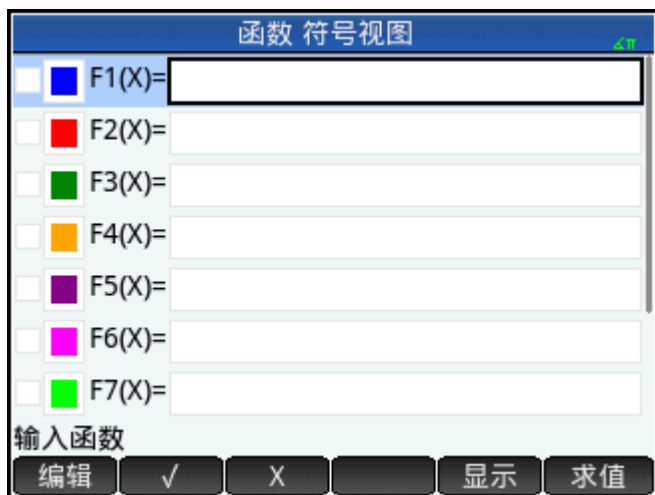 函数 符号视图
∡π
F1(X)=
F2(X)=
F3(X)=
F4(X)=
F5(X)=
F6(X)=
F7(X)=
输入函数
编辑 √ X 显示 求值